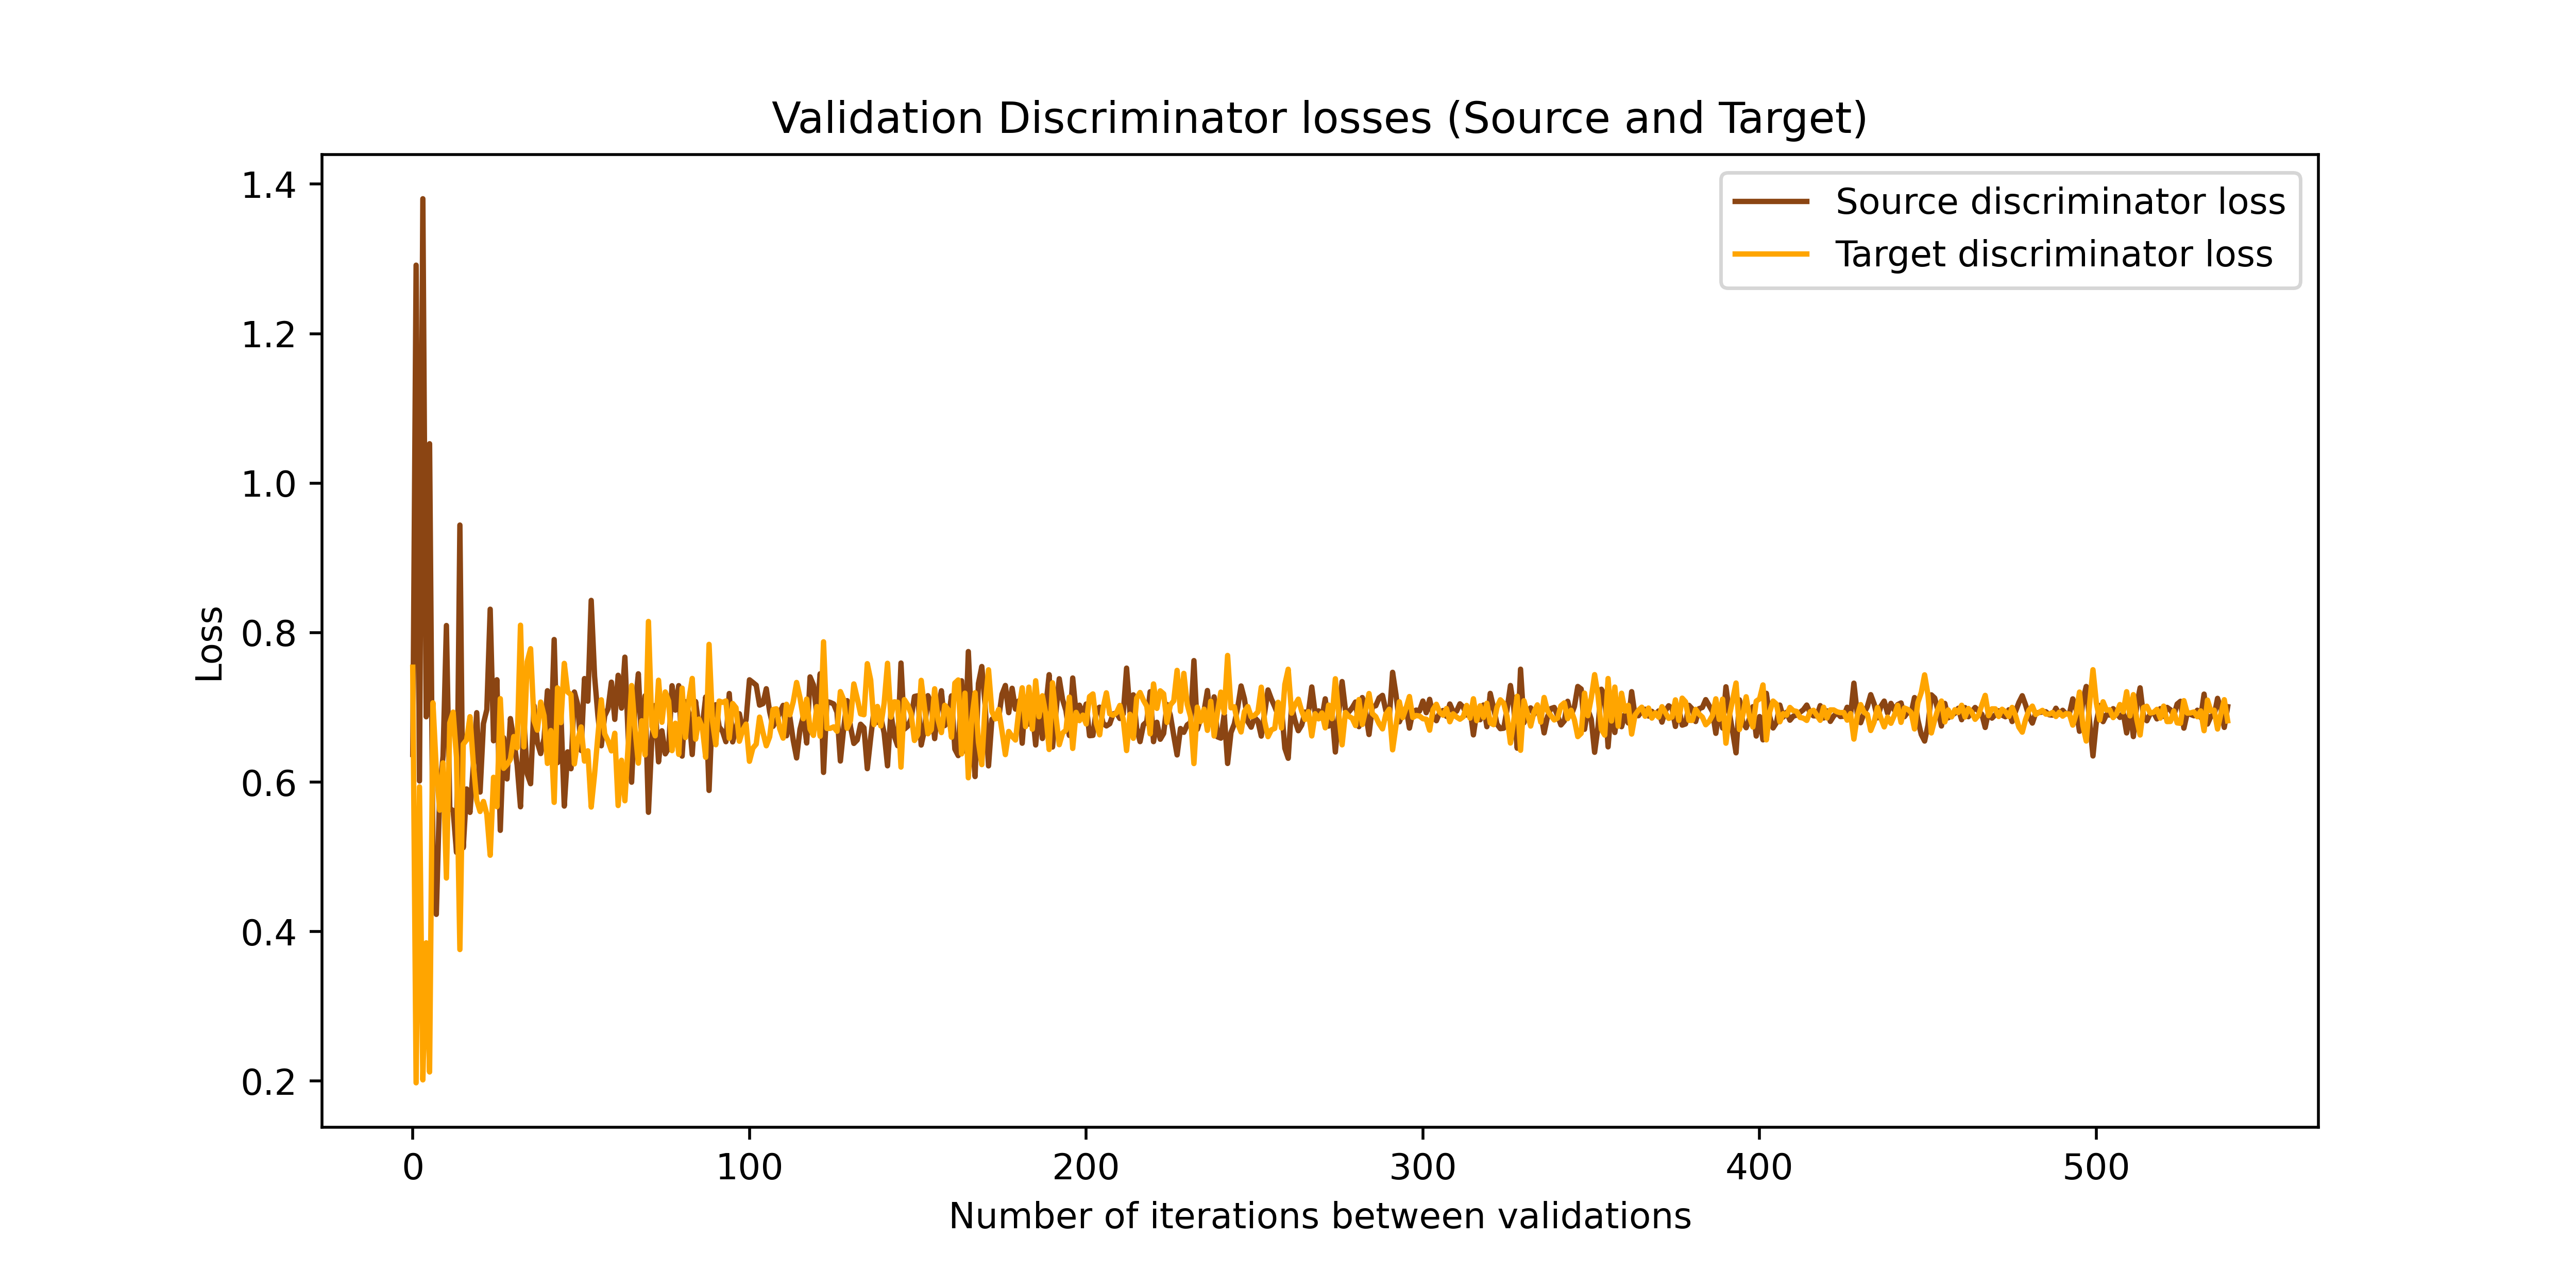 Validation Discriminator losses (Source and Target)
Source discriminator loss
Target discriminator loss
1.4
1.2
1.0
0.8
0.6
0.4
0.2
Loss
0
100
200
300
400
500
Number of iterations between validations